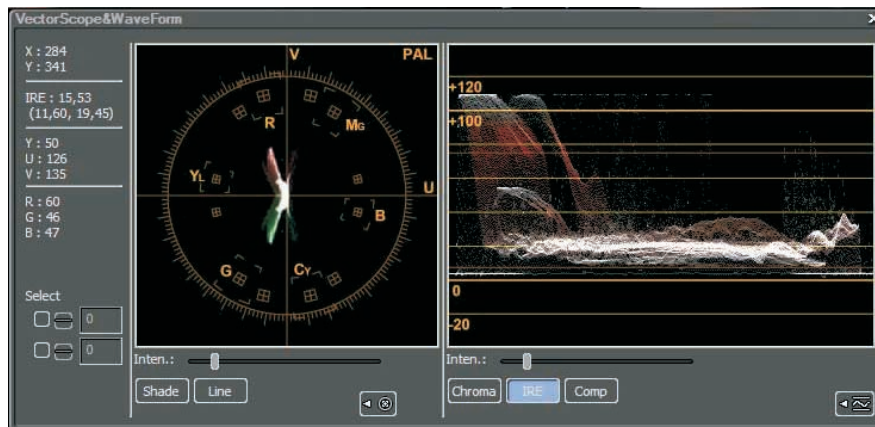 VectorScope&WaveForm
X : 284
Y : 341
IRE : 15,53
(11,60, 19,45)
Y : 50
U : 126
V : 135
R : 60
G : 46
B : 47
Select
0
0
V
PAL
R
MG
YL
U
B
G
CY
Inten.:
Shade
Line
+120
+100
0
-20
Inten.:
Chroma
IRE
Comp